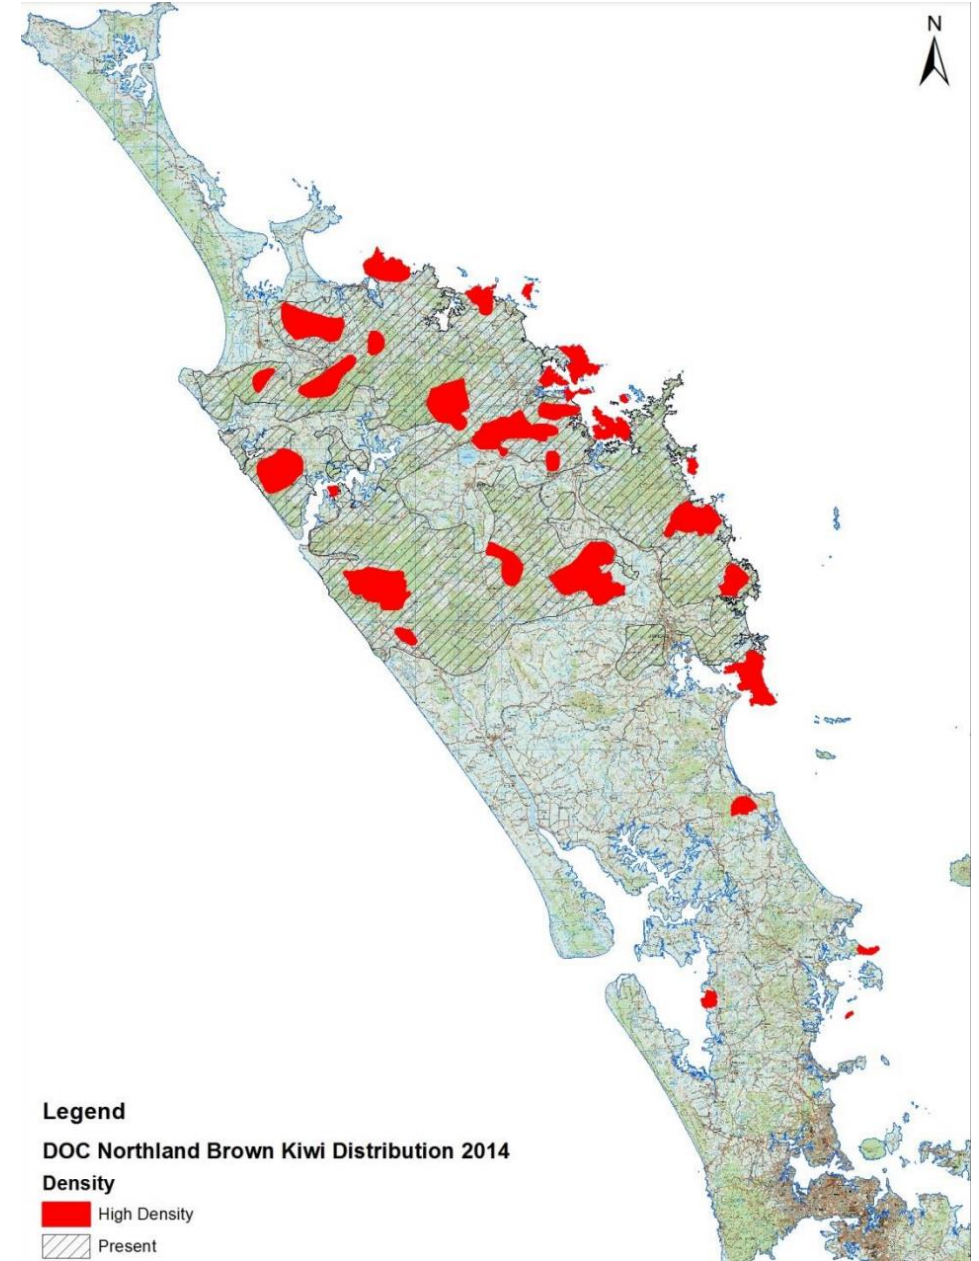 N
Legend
DOC Northland Brown Kiwi Distribution 2014
Density
High Density
Present